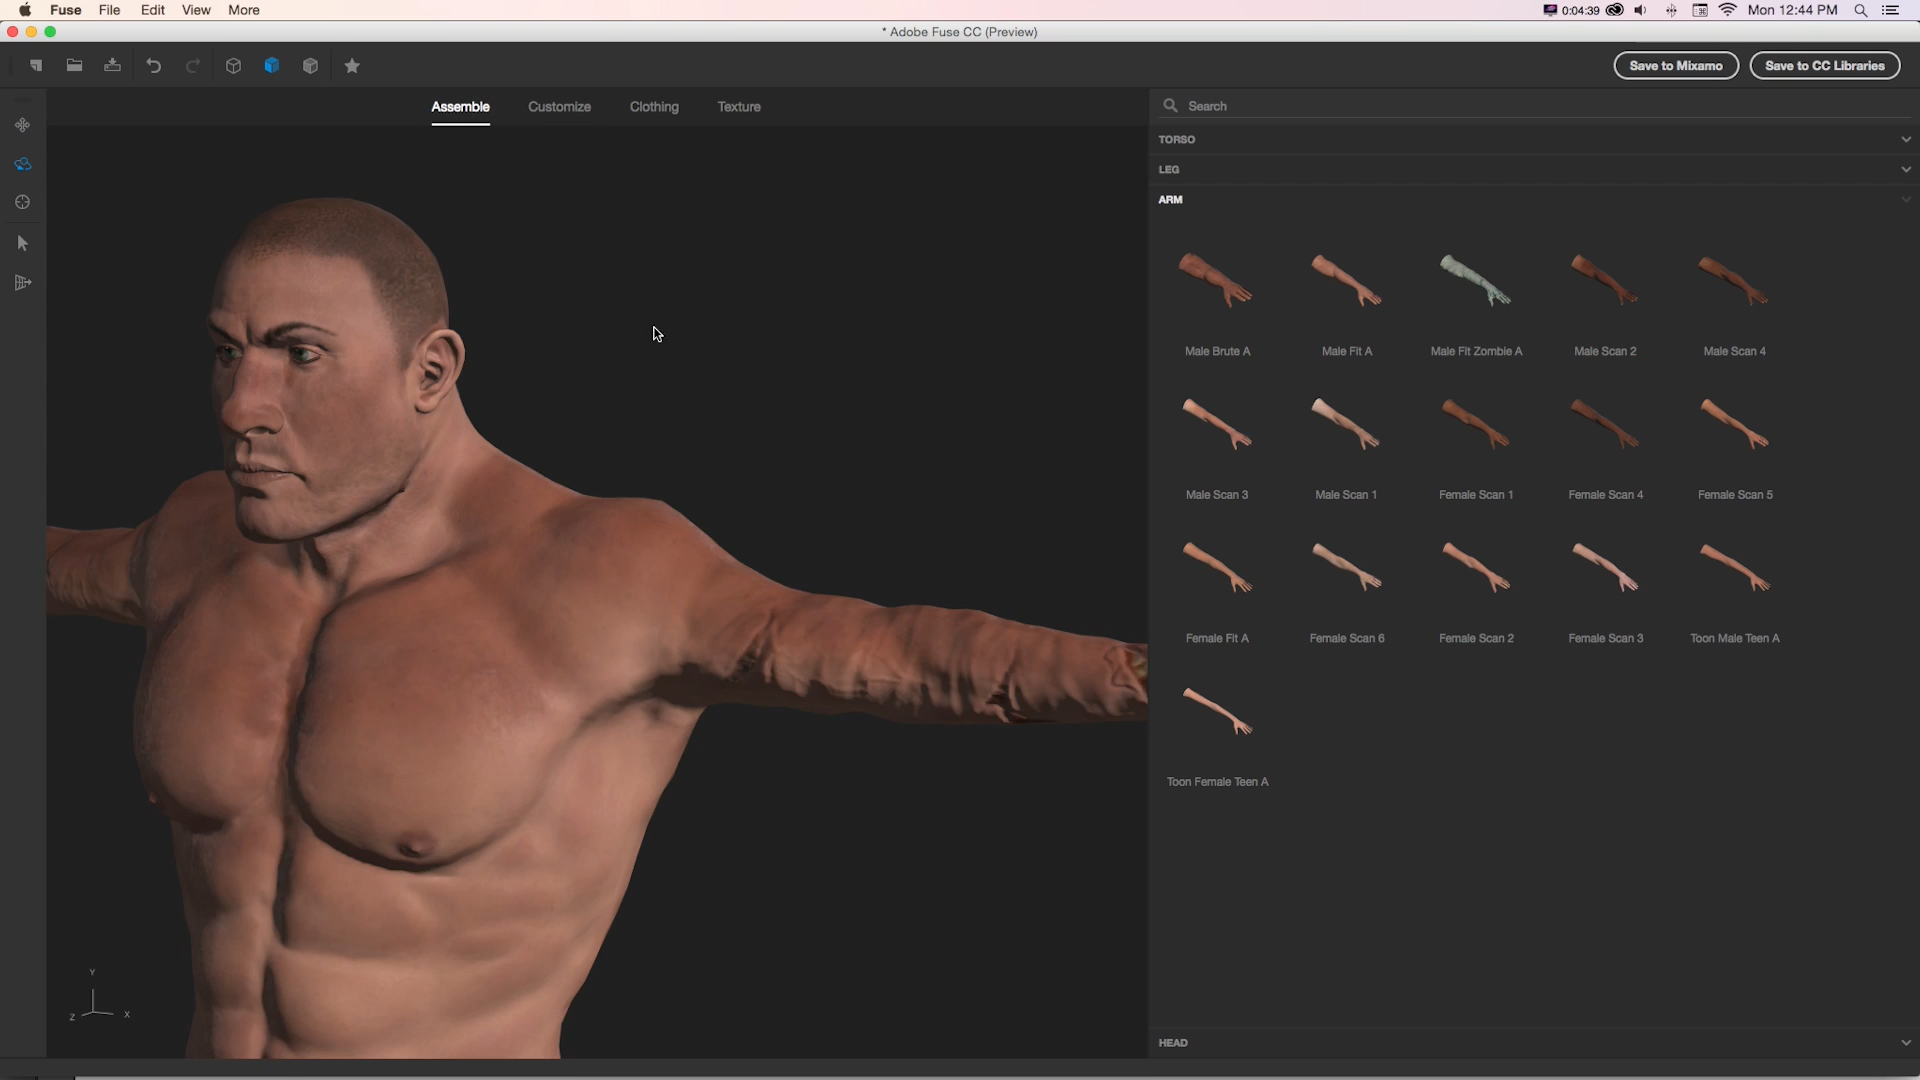 Fuse File Edit View More 0:04:39 Mon 12:44 PM
* Adobe Fuse CC (Preview)
Save to Mixamo Save to CC Libraries
Assemble Customize Clothing Texture
Search
TORSO
LEG
ARM
Male Brute A Male Fit A Male Fit Zombie A Male Scan 2 Male Scan 4
Male Scan 3 Male Scan 1 Female Scan 1 Female Scan 4 Female Scan 5
Female Fit A Female Scan 6 Female Scan 2 Female Scan 3 Toon Male Teen A
Toon Female Teen A
Y
Z X
HEAD